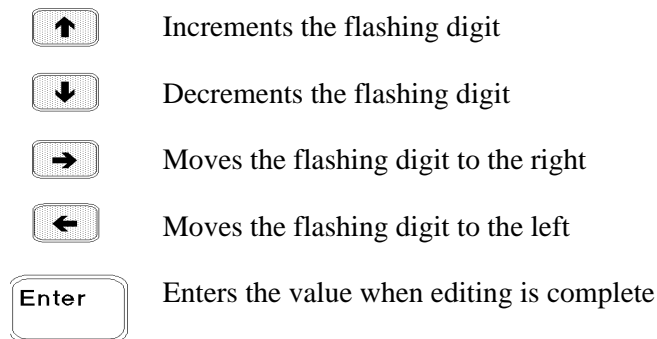 Increments the flashing digit
Decrements the flashing digit
Moves the flashing digit to the right
Moves the flashing digit to the left
Enter Enters the value when editing is complete